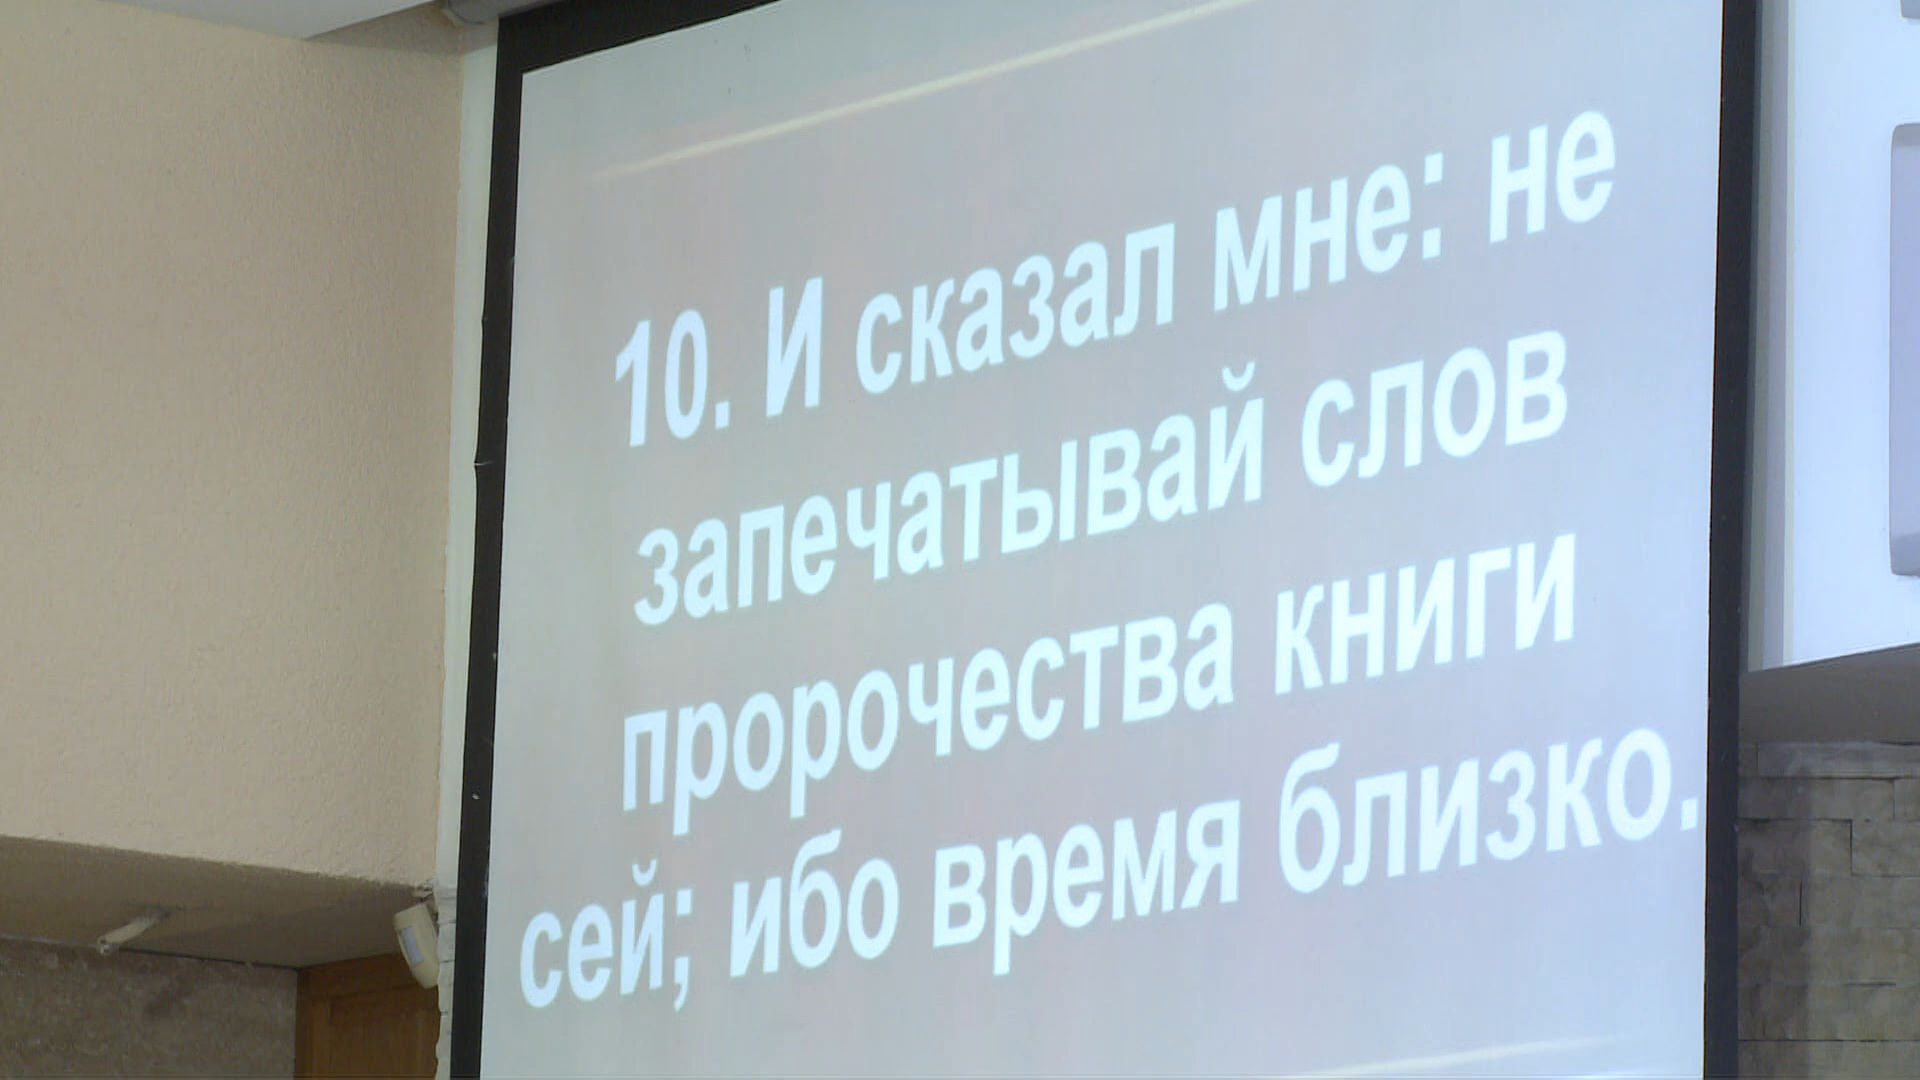 10. И сказал мне: не
запечатывай слов
пророчества книги
сей; ибо время близко.